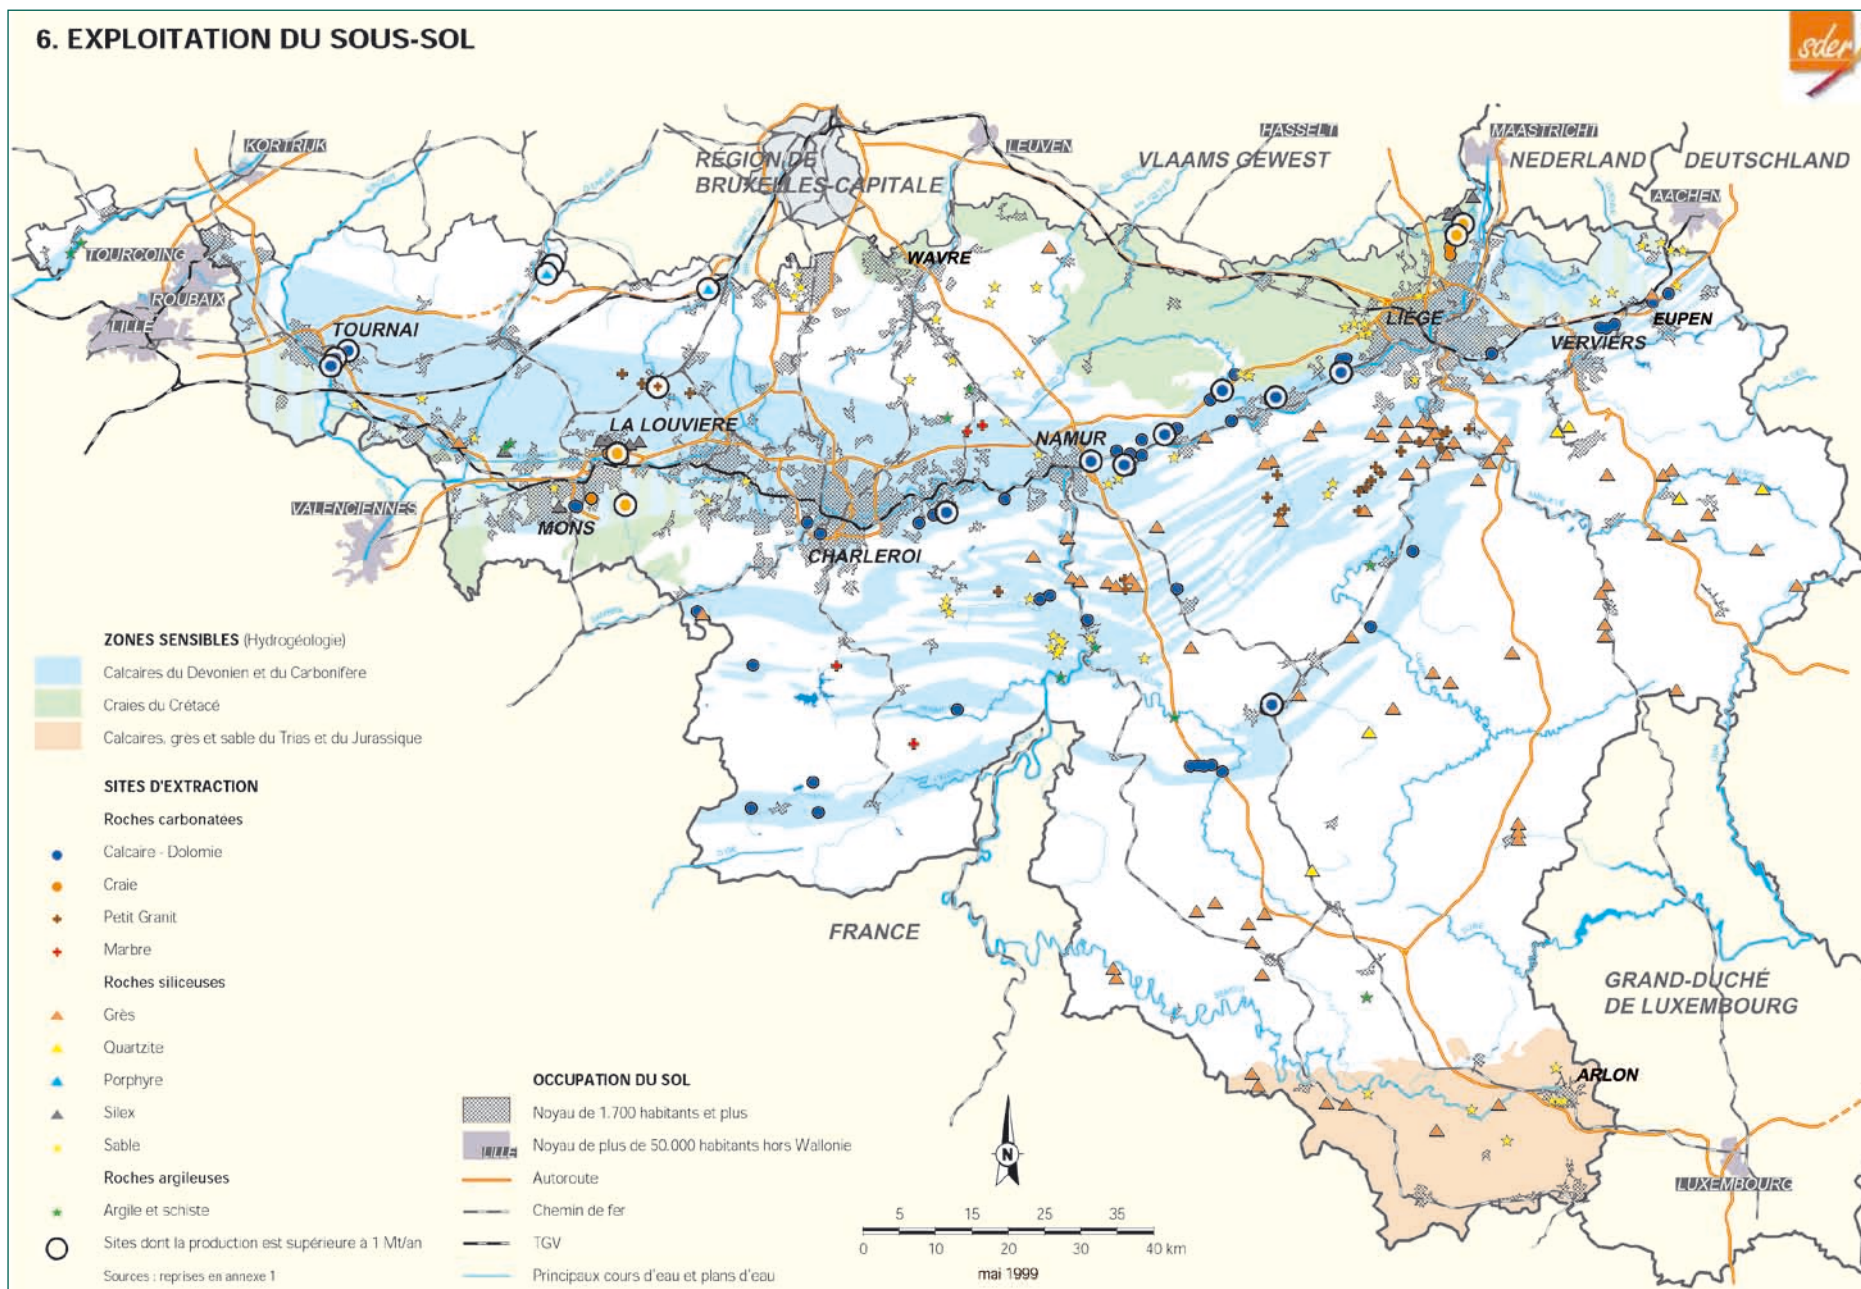 6. EXPLOITATION DU SOUS-SOL
sder
KORTRIJK
LEUVEN
HASSELT
MAASTRICHT
RÉGION DE
BRUXELLES-CAPITALE
VLAAMS GEWEST
NEDERLAND
DEUTSCHLAND
AACHEN
TOURCOING
WAVRE
ROUBAIX
LILLE
TOURNAI
LIÈGE
EUPEN
VERVIERS
LA LOUVIERE
NAMUR
VALENCIENNES
MONS
CHARLEROI
FRANCE
GRAND-DUCHÉ
DE LUXEMBOURG
ARLON
LUXEMBOURG
ZONES SENSIBLES (Hydrogéologie)
Calcaires du Dévonien et du Carbonifère
Craies du Crétacé
Calcaires, grès et sable du Trias et du Jurassique
SITES D'EXTRACTION
Roches carbonatées
Calcaire - Dolomie
Craie
Petit Granit
Marbre
Roches siliceuses
Grès
Quartzite
Porphyre
Silex
Sable
Roches argileuses
Argile et schiste
Sites dont la production est supérieure à 1 Mt/an
Sources : reprises en annexe 1
OCCUPATION DU SOL
Noyau de 1.700 habitants et plus
LILLE
Noyau de plus de 50.000 habitants hors Wallonie
Autoroute
Chemin de fer
TGV
Principaux cours d'eau et plans d'eau
N
5 15 25 35
0 10 20 30 40 km
mai 1999